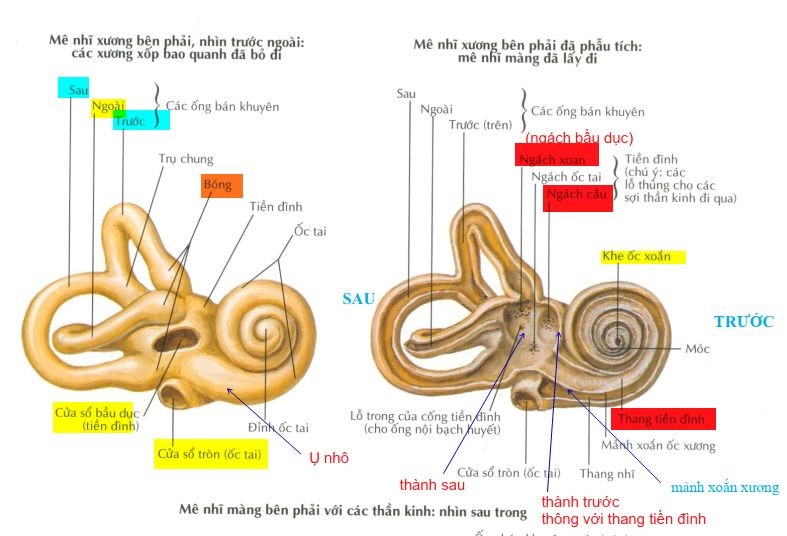 Mê nhĩ xương bên phải, nhìn trước ngoài:
các xương xốp bao quanh đã bỏ đi
Sau
Ngoài
Trước
Các ống bán khuyên
Trụ chung
Bóng
Tiền đình
Ốc tai
Cửa sổ bầu dục
(tiền đình)
Cửa sổ tròn (ốc tai)
Đỉnh ốc tai
Ụ nhô
Mê nhĩ xương bên phải đã phẫu tích:
mê nhĩ màng đã lấy đi
Sau
Ngoài
Trước (trên)
Các ống bán khuyên
(ngách bầu dục)
Ngách xoan
Ngách ốc tai
Ngách cầu
Tiền đình
(chú ý: các
lỗ thủng cho các
sợi thần kinh đi qua)
Khe ốc xoắn
SAU
TRƯỚC
Móc
Lỗ trong của cống tiền đình
(cho ống nội bạch huyết)
Thang tiền đình
Mảnh xoắn ốc xương
Cửa sổ tròn (ốc tai)
Thang nhĩ
thành sau
mảnh xoắn xương
thành trước
thông với thang tiền đình
Mê nhĩ màng bên phải với các thần kinh: nhìn sau trong